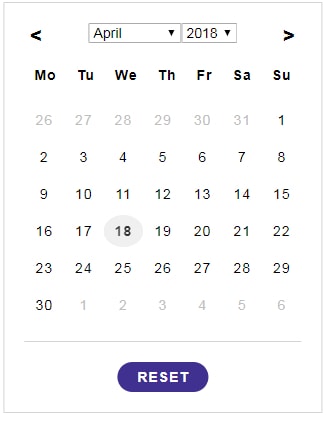 < April 2018 >
Mo Tu We Th Fr Sa Su
26 27 28 29 30 31 1
2 3 4 5 6 7 8
9 10 11 12 13 14 15
16 17 18 19 20 21 22
23 24 25 26 27 28 29
30 1 2 3 4 5 6
RESET